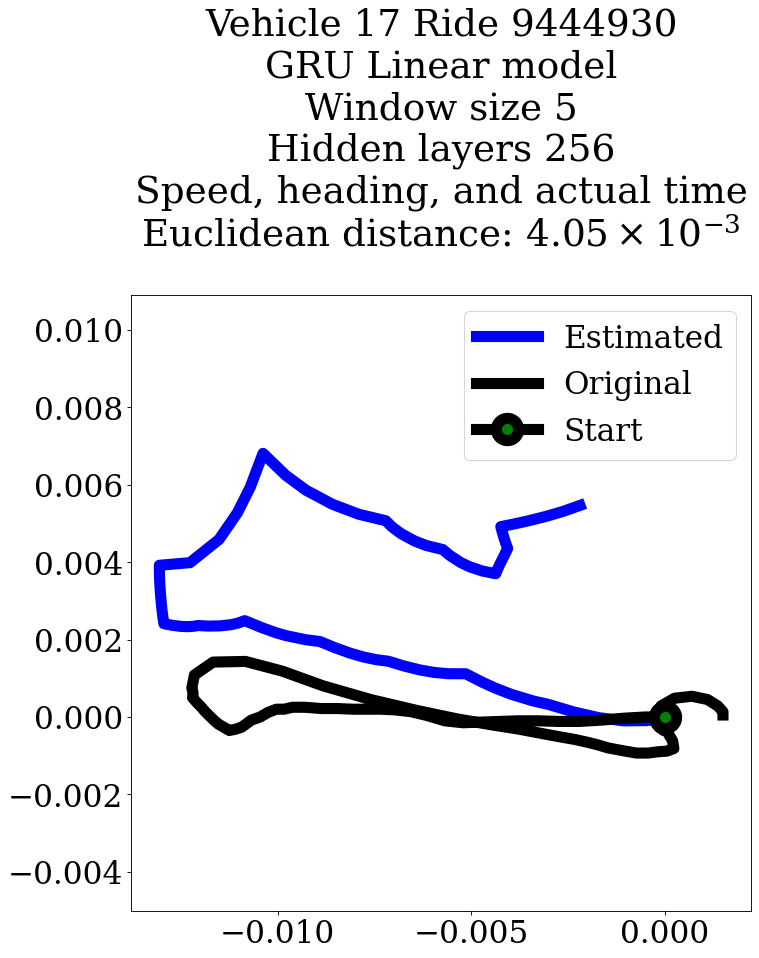 Vehicle 17 Ride 9444930
GRU Linear model
Window size 5
Hidden layers 256
Speed, heading, and actual time
Euclidean distance: 4.05 × 10⁻³
Estimated
Original
Start
0.010
0.008
0.006
0.004
0.002
0.000
−0.002
−0.004
−0.010 −0.005 0.000